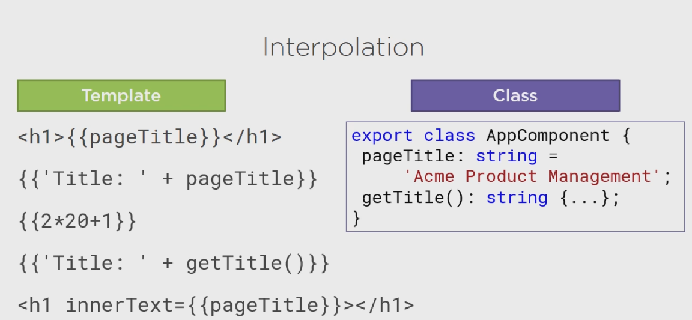 Interpolation
Template
Class
<h1>{{pageTitle}}</h1>
{{'Title: ' + pageTitle}}
{{2*20+1}}
{{'Title: ' + getTitle()}}
<h1 innerText={{pageTitle}}></h1>
export class AppComponent {
pageTitle: string =
'Acme Product Management';
getTitle(): string {...};
}